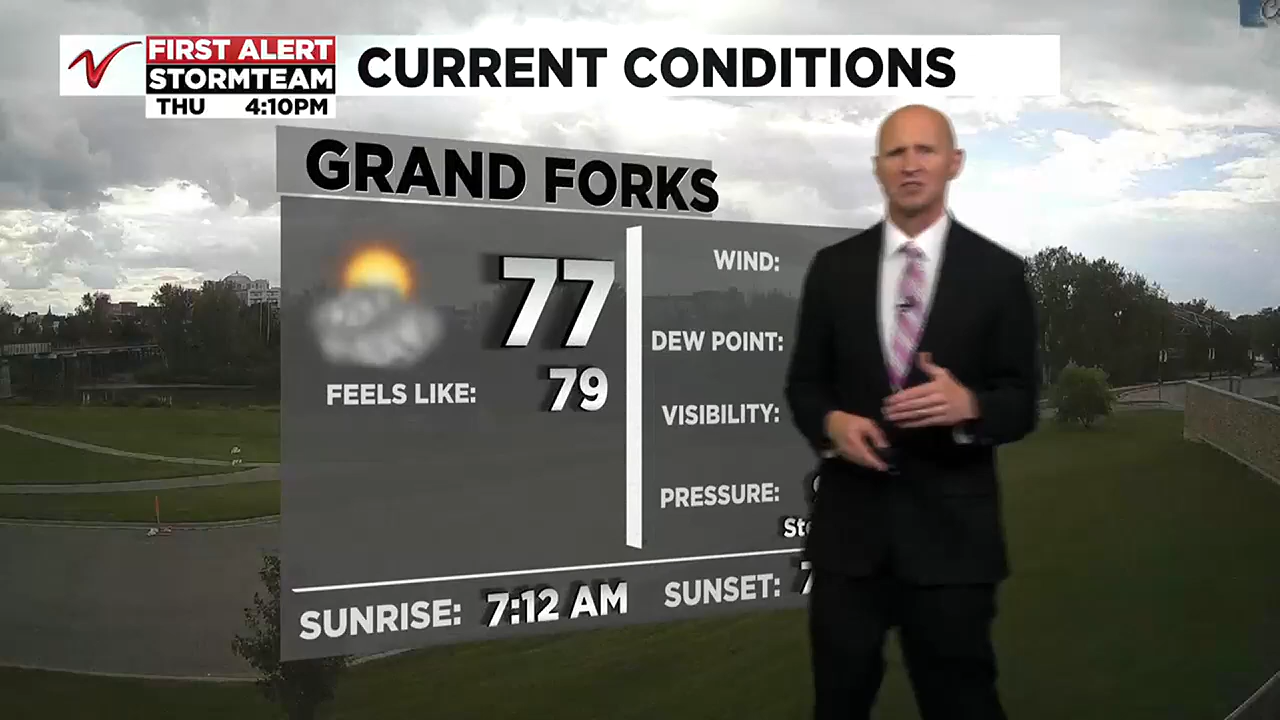 FIRST ALERT
STORMTEAM
THU 4:10PM
CURRENT CONDITIONS
GRAND FORKS
77
FEELS LIKE: 79
WIND:
DEW POINT:
VISIBILITY:
PRESSURE:
SUNRISE: 7:12 AM
SUNSET: 7